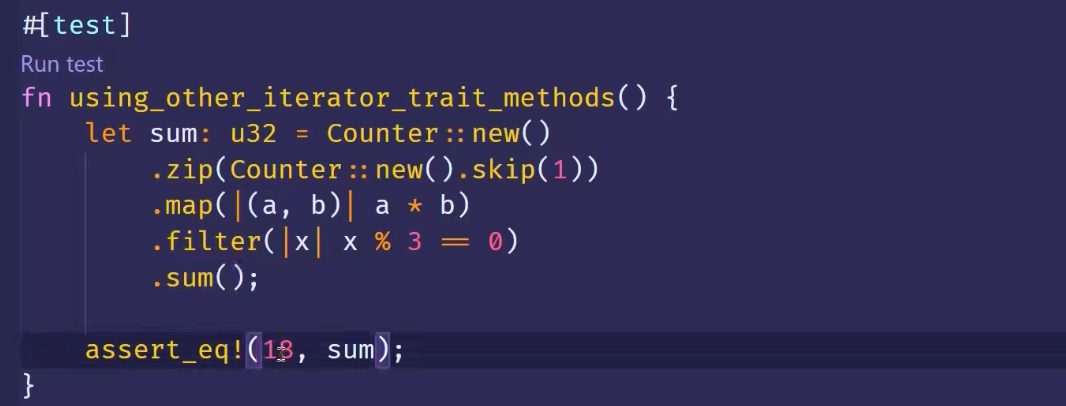 #[test]
Run test
fn using_other_iterator_trait_methods() {
    let sum: u32 = Counter::new()
        .zip(Counter::new().skip(1))
        .map(|(a, b)| a * b)
        .filter(|x| x % 3 == 0)
        .sum();

    assert_eq!(18, sum);
}